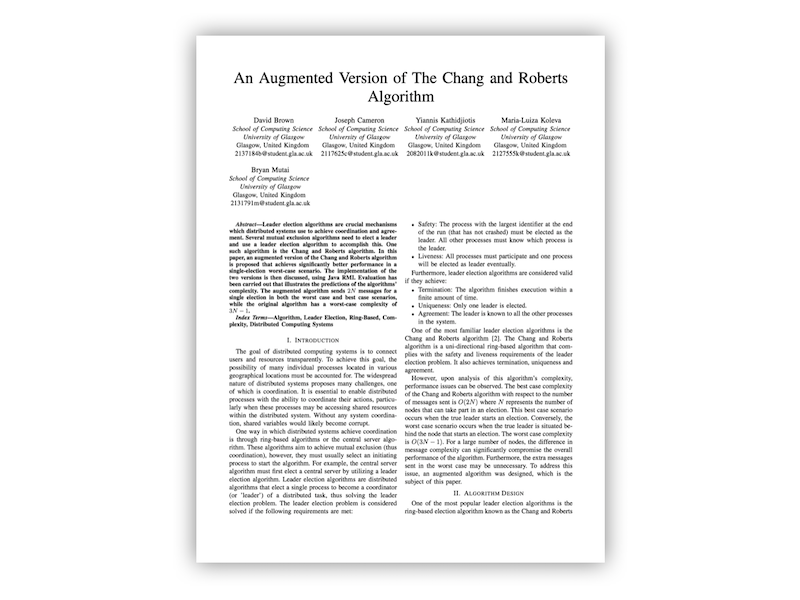 An Augmented Version of The Chang and Roberts
Algorithm
David Brown
School of Computing Science
University of Glasgow
Glasgow, United Kingdom
2137184b@student.gla.ac.uk
Joseph Cameron
School of Computing Science
University of Glasgow
Glasgow, United Kingdom
2117625c@student.gla.ac.uk
Yiannis Kathidjiotis
School of Computing Science
University of Glasgow
Glasgow, United Kingdom
2082011k@student.gla.ac.uk
Maria-Luiza Koleva
School of Computing Science
University of Glasgow
Glasgow, United Kingdom
2127555k@student.gla.ac.uk
Bryan Mutai
School of Computing Science
University of Glasgow
Glasgow, United Kingdom
2131791m@student.gla.ac.uk
Abstract—Leader election algorithms are crucial mechanisms
which distributed systems use to achieve coordination and agree-
ment. Several mutual exclusion algorithms need to elect a leader
and use a leader election algorithm to accomplish this. One
such algorithm is the Chang and Roberts algorithm. In this
paper, an augmented version of the Chang and Roberts algorithm
is proposed that achieves significantly better performance in a
single-election worst-case scenario. The implementation of the
two versions is then discussed, using Java RMI. Evaluation has
been carried out that illustrates the predictions of the algorithms'
complexity. The augmented algorithm sends 2N messages for a
single election in both the worst and best case scenarios,
while the original algorithm has a worst-case complexity of
3N − 1.
Index Terms—Algorithm, Leader Election, Ring-Based, Com-
plexity, Distributed Computing Systems
I. Introduction
The goal of distributed computing systems is to connect
users and resources transparently. To achieve this goal, the
possibility of many individual processes located in various
geographical locations must be accounted for. The widespread
nature of distributed systems proposes many challenges, one
of which is coordination. It is essential to enable distributed
processes with the ability to coordinate their actions, particu-
larly when these processes may be accessing shared resources
within the distributed system. Without any system coordina-
tion, shared variables would likely become corrupt.
One way in which distributed systems achieve coordination
is through ring-based algorithms or the central server algo-
rithm. These algorithms aim to achieve mutual exclusion (thus
coordination), however, they must usually select an initiating
process to start the algorithm. For example, the central server
algorithm must first elect a central server by utilizing a leader
election algorithm. Leader election algorithms are distributed
algorithms that elect a single process to become a coordinator
(or 'leader') of a distributed task, thus solving the leader
election problem. The leader election problem is considered
solved if the following requirements are met:
• Safety: The process with the largest identifier at the end
of the run (that has not crashed) must be elected as the
leader. All other processes must know which process is
the leader.
• Liveness: All processes must participate and one process
will be elected as leader eventually.
Furthermore, leader election algorithms are considered valid
if they achieve:
• Termination: The algorithm finishes execution within a
finite amount of time.
• Uniqueness: Only one leader is elected.
• Agreement: The leader is known to all the other processes
in the system.
One of the most familiar leader election algorithms is the
Chang and Roberts algorithm [2]. The Chang and Roberts
algorithm is a uni-directional ring-based algorithm that com-
plies with the safety and liveness requirements of the leader
election problem. It also achieves termination, uniqueness and
agreement.
However, upon analysis of this algorithm's complexity,
performance issues can be observed. The best case complexity
of the Chang and Roberts algorithm with respect to the number
of messages sent is O(2N) where N represents the number of
nodes that can take part in an election. This best case scenario
occurs when the true leader starts an election. Conversely, the
worst case scenario occurs when the true leader is situated be-
hind the node that starts an election. The worst case complexity
is O(3N − 1). For a large number of nodes, the difference in
message complexity can significantly compromise the overall
performance of the algorithm. Furthermore, the extra messages
sent in the worst case may be unnecessary. To address this
issue, an augmented algorithm was designed, which is the
subject of this paper.
II. Algorithm Design
One of the most popular leader election algorithms is the
ring-based election algorithm known as the Chang and Roberts